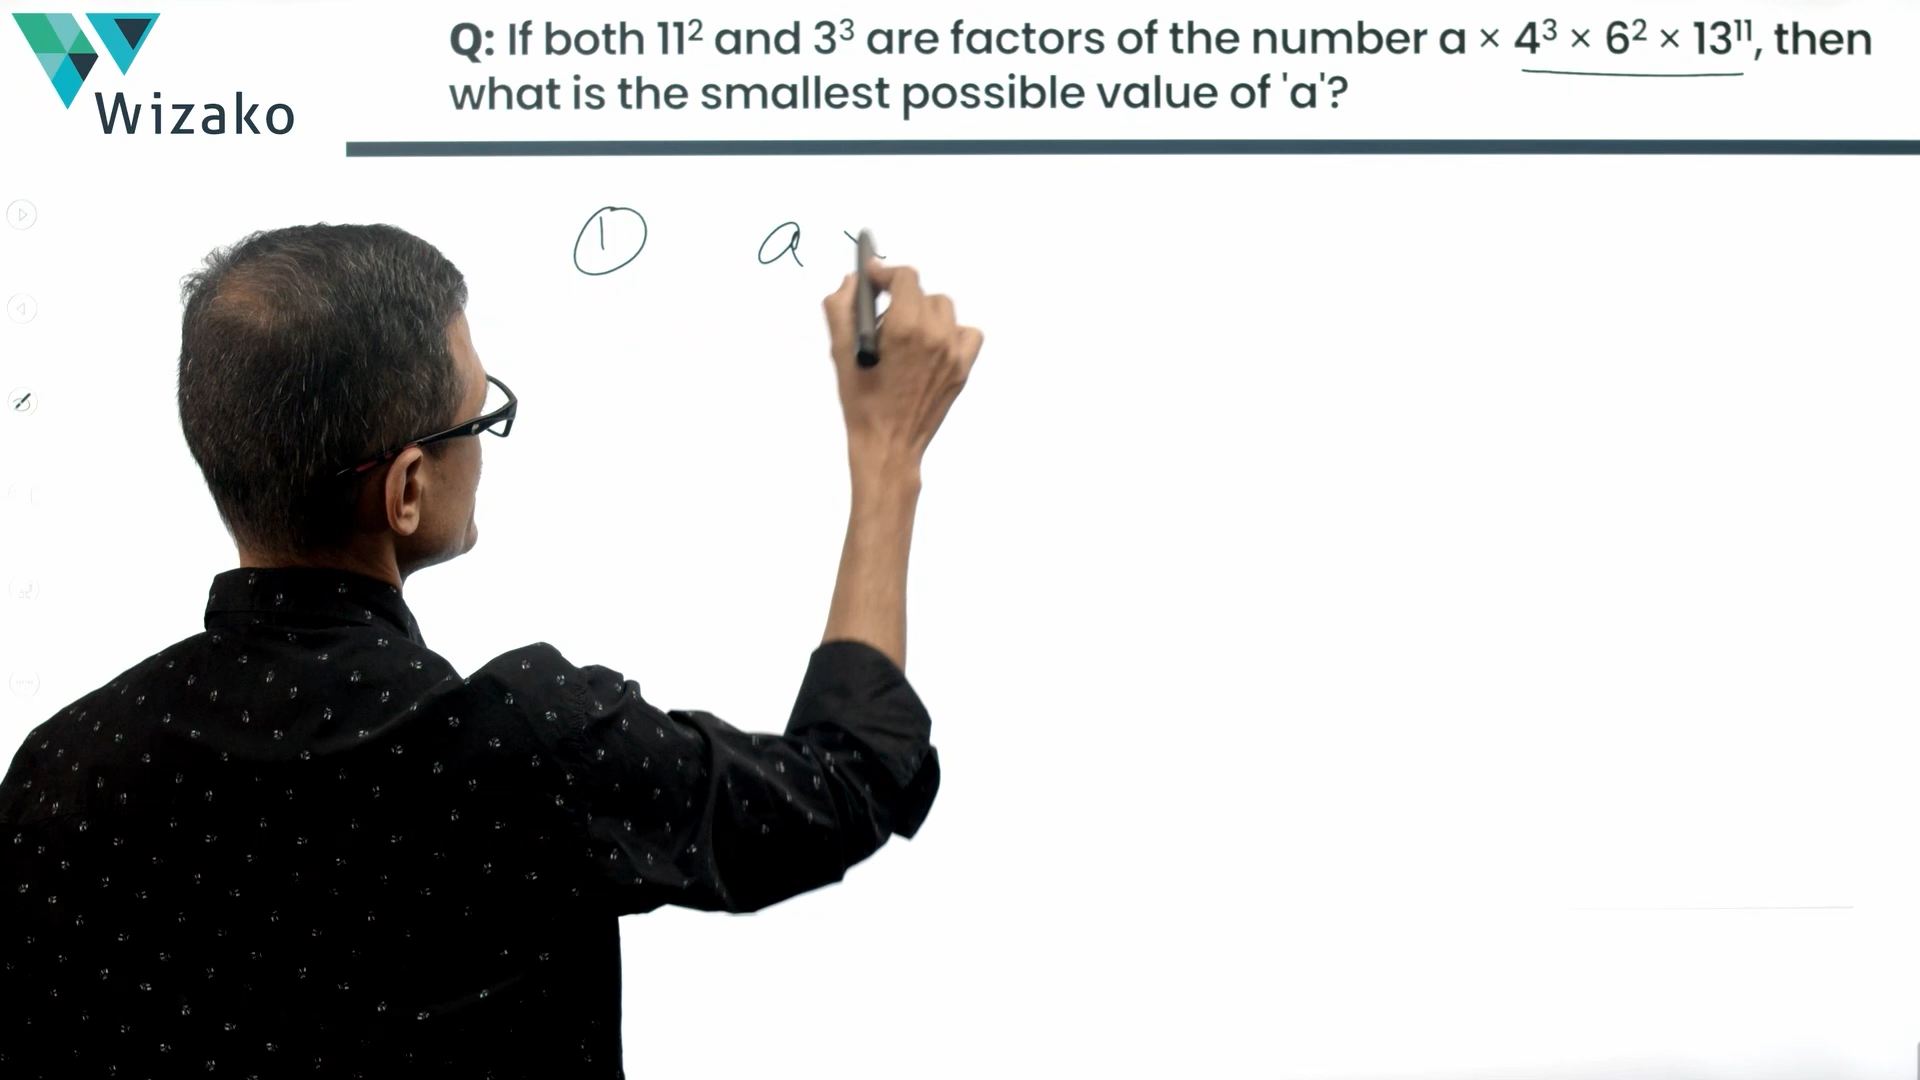 Wizako
Q: If both 11² and 3³ are factors of the number a × 4³ × 6² × 13¹¹, then
what is the smallest possible value of 'a'?
① a ×